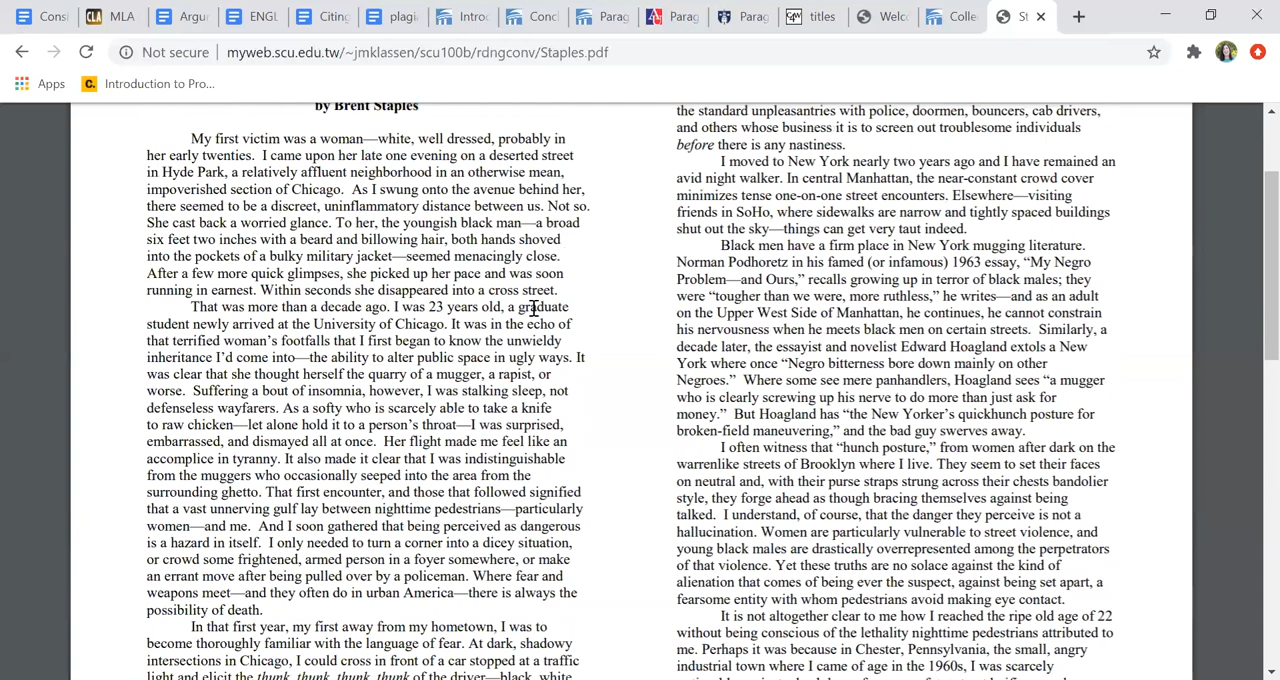 Const
MLA
Argui
ENGL
Citing
plagi
Introd
Concl
Parag
Parag
Parag
titles
Welco
Colle
St
Not secure
myweb.scu.edu.tw/~jmklassen/scu100b/rdngconv/Staples.pdf
Apps
Introduction to Pro...
by Brent Staples
My first victim was a woman—white, well dressed, probably in
her early twenties.  I came upon her late one evening on a deserted street
in Hyde Park, a relatively affluent neighborhood in an otherwise mean,
impoverished section of Chicago.  As I swung onto the avenue behind her,
there seemed to be a discreet, uninflammatory distance between us. Not so.
She cast back a worried glance. To her, the youngish black man—a broad
six feet two inches with a beard and billowing hair, both hands shoved
into the pockets of a bulky military jacket—seemed menacingly close.
After a few more quick glimpses, she picked up her pace and was soon
running in earnest. Within seconds she disappeared into a cross street.
That was more than a decade ago. I was 23 years old, a graduate
student newly arrived at the University of Chicago. It was in the echo of
that terrified woman's footfalls that I first began to know the unwieldy
inheritance I'd come into—the ability to alter public space in ugly ways. It
was clear that she thought herself the quarry of a mugger, a rapist, or
worse.  Suffering a bout of insomnia, however, I was stalking sleep, not
defenseless wayfarers. As a softy who is scarcely able to take a knife
to raw chicken—let alone hold it to a person's throat—I was surprised,
embarrassed, and dismayed all at once.  Her flight made me feel like an
accomplice in tyranny. It also made it clear that I was indistinguishable
from the muggers who occasionally seeped into the area from the
surrounding ghetto. That first encounter, and those that followed signified
that a vast unnerving gulf lay between nighttime pedestrians—particularly
women—and me.  And I soon gathered that being perceived as dangerous
is a hazard in itself.  I only needed to turn a corner into a dicey situation,
or crowd some frightened, armed person in a foyer somewhere, or make
an errant move after being pulled over by a policeman. Where fear and
weapons meet—and they often do in urban America—there is always the
possibility of death.
In that first year, my first away from my hometown, I was to
become thoroughly familiar with the language of fear. At dark, shadowy
intersections in Chicago, I could cross in front of a car stopped at a traffic
light and elicit the thunk, thunk, thunk, thunk of the driver—black, white
the standard unpleasantries with police, doormen, bouncers, cab drivers,
and others whose business it is to screen out troublesome individuals
before there is any nastiness.
I moved to New York nearly two years ago and I have remained an
avid night walker. In central Manhattan, the near-constant crowd cover
minimizes tense one-on-one street encounters. Elsewhere—visiting
friends in SoHo, where sidewalks are narrow and tightly spaced buildings
shut out the sky—things can get very taut indeed.
Black men have a firm place in New York mugging literature.
Norman Podhoretz in his famed (or infamous) 1963 essay, “My Negro
Problem—and Ours,” recalls growing up in terror of black males; they
were “tougher than we were, more ruthless,” he writes—and as an adult
on the Upper West Side of Manhattan, he continues, he cannot constrain
his nervousness when he meets black men on certain streets.  Similarly, a
decade later, the essayist and novelist Edward Hoagland extols a New
York where once “Negro bitterness bore down mainly on other
Negroes.”  Where some see mere panhandlers, Hoagland sees “a mugger
who is clearly screwing up his nerve to do more than just ask for
money.”  But Hoagland has “the New Yorker's quickhunch posture for
broken-field maneuvering,” and the bad guy swerves away.
I often witness that “hunch posture,” from women after dark on the
warrenlike streets of Brooklyn where I live. They seem to set their faces
on neutral and, with their purse straps strung across their chests bandolier
style, they forge ahead as though bracing themselves against being
talked.  I understand, of course, that the danger they perceive is not a
hallucination. Women are particularly vulnerable to street violence, and
young black males are drastically overrepresented among the perpetrators
of that violence. Yet these truths are no solace against the kind of
alienation that comes of being ever the suspect, against being set apart, a
fearsome entity with whom pedestrians avoid making eye contact.
It is not altogether clear to me how I reached the ripe old age of 22
without being conscious of the lethality nighttime pedestrians attributed to
me. Perhaps it was because in Chester, Pennsylvania, the small, angry
industrial town where I came of age in the 1960s, I was scarcely